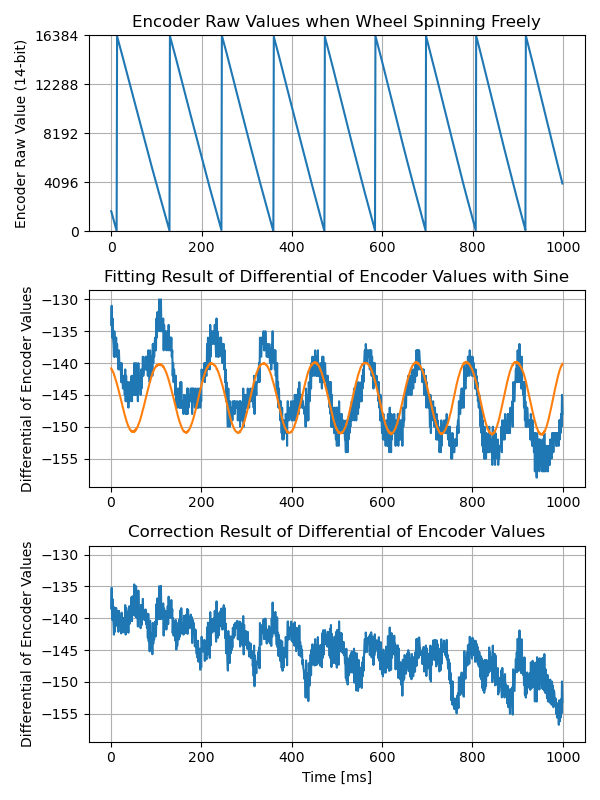 Encoder Raw Values when Wheel Spinning Freely
Encoder Raw Value (14-bit)
16384
12288
8192
4096
0
0 200 400 600 800 1000
Fitting Result of Differential of Encoder Values with Sine
Differential of Encoder Values
−130
−135
−140
−145
−150
−155
0 200 400 600 800 1000
Correction Result of Differential of Encoder Values
Differential of Encoder Values
−130
−135
−140
−145
−150
−155
0 200 400 600 800 1000
Time [ms]